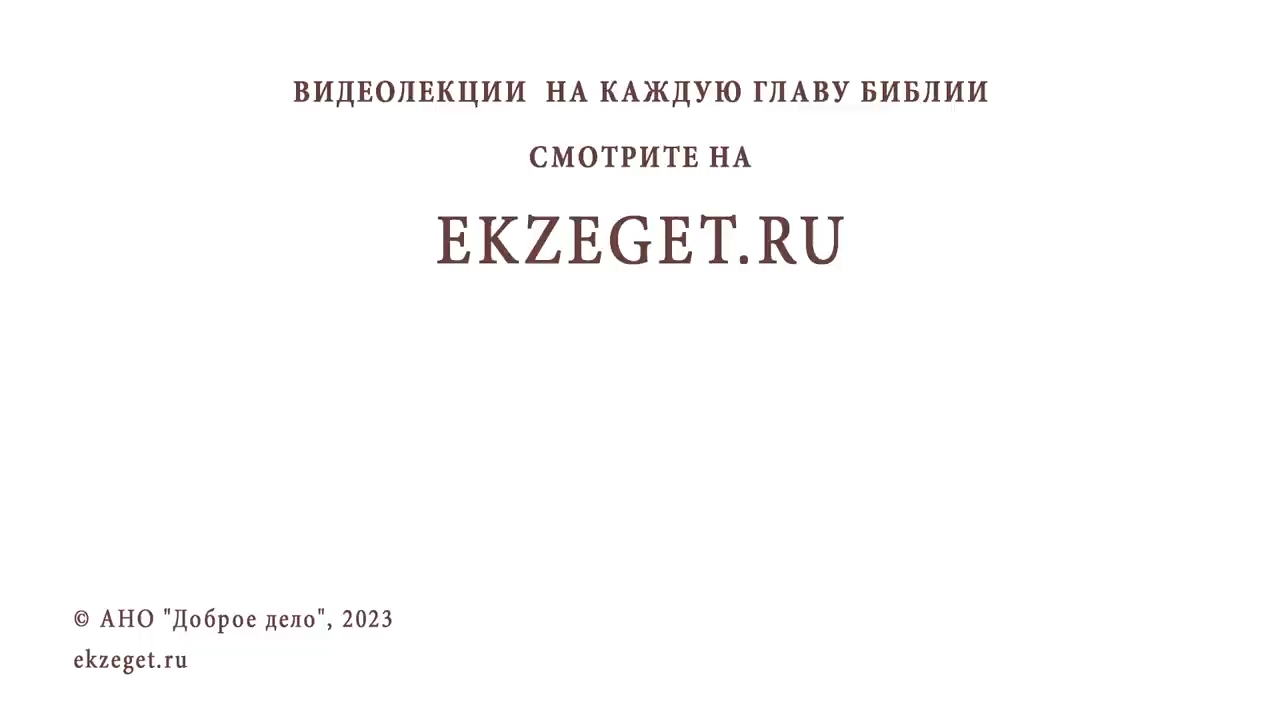 ВИДЕОЛЕКЦИИ НА КАЖДУЮ ГЛАВУ БИБЛИИ
СМОТРИТЕ НА
EKZEGET.RU
© АНО "Доброе дело", 2023
ekzeget.ru